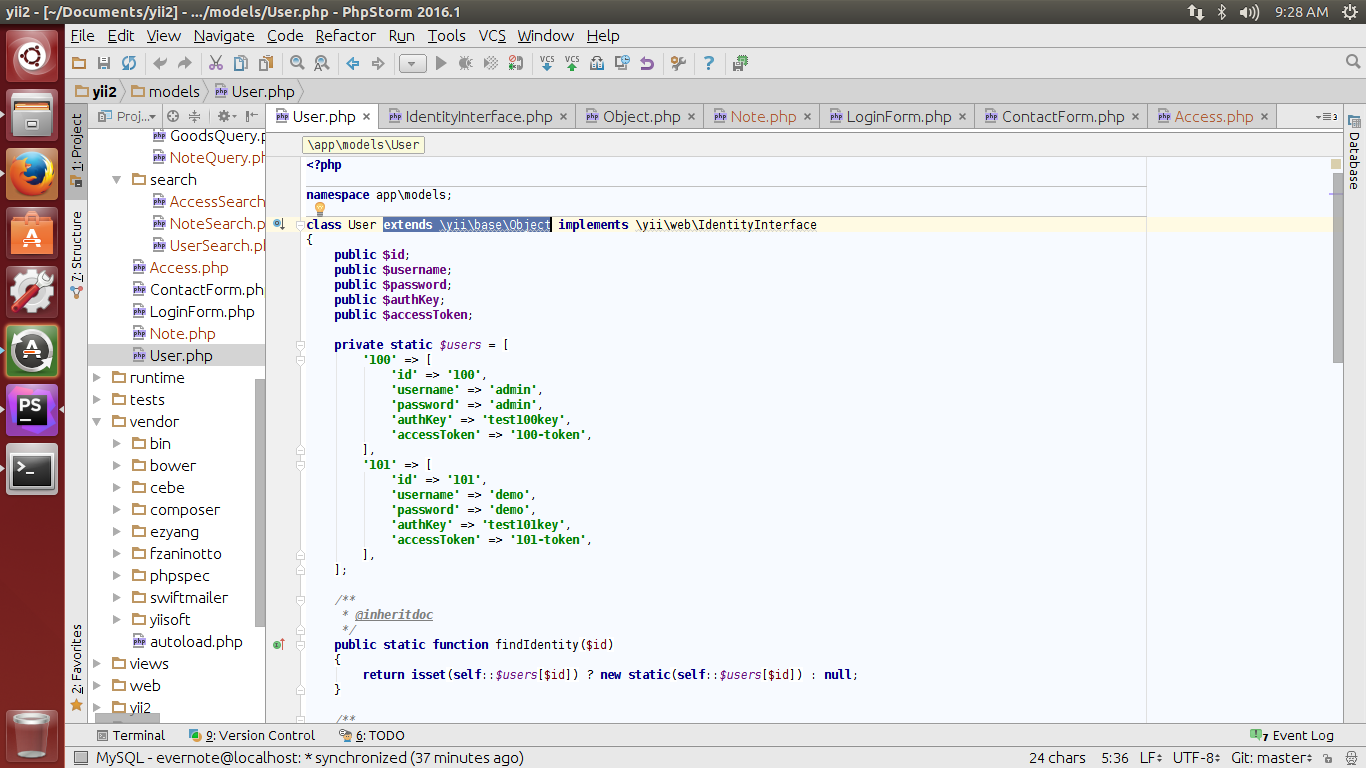 yii2 - [~/Documents/yii2] - .../models/User.php - PhpStorm 2016.1
9:28 AM
File Edit View Navigate Code Refactor Run Tools VCS Window Help
VCS VCS ?
yii2 models User.php
Proj... User.php IdentityInterface.php Object.php Note.php LoginForm.php ContactForm.php Access.php 3
1: Project
7: Structure
2: Favorites
GoodsQuery.p
NoteQuery.ph
search
AccessSearch
NoteSearch.p
UserSearch.pl
Access.php
ContactForm.ph
LoginForm.php
Note.php
User.php
runtime
tests
vendor
bin
bower
cebe
composer
ezyang
fzaninotto
phpspec
swiftmailer
yiisoft
autoload.php
views
web
yii2
\app\models\User
<?php
namespace app\models;
class User extends \yii\base\Object implements \yii\web\IdentityInterface
{
public $id;
public $username;
public $password;
public $authKey;
public $accessToken;
private static $users = [
'100' => [
'id' => '100',
'username' => 'admin',
'password' => 'admin',
'authKey' => 'test100key',
'accessToken' => '100-token',
],
'101' => [
'id' => '101',
'username' => 'demo',
'password' => 'demo',
'authKey' => 'test101key',
'accessToken' => '101-token',
],
];
/**
* @inheritdoc
*/
public static function findIdentity($id)
{
return isset(self::$users[$id]) ? new static(self::$users[$id]) : null;
}
/**
Database
PS
Terminal 9: Version Control 6: TODO 7 Event Log
MySQL - evernote@localhost: * synchronized (37 minutes ago) 24 chars 5:36 LF UTF-8 Git: master